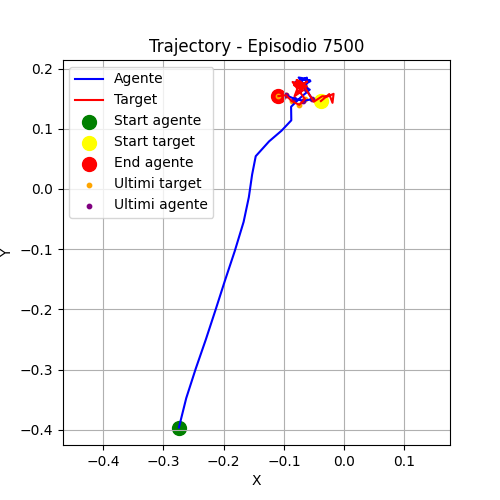 Trajectory - Episodio 7500
Agente
Target
Start agente
Start target
End agente
Ultimi target
Ultimi agente
0.2
0.1
0.0
−0.1
−0.2
−0.3
−0.4
Y
−0.4
−0.3
−0.2
−0.1
0.0
0.1
X